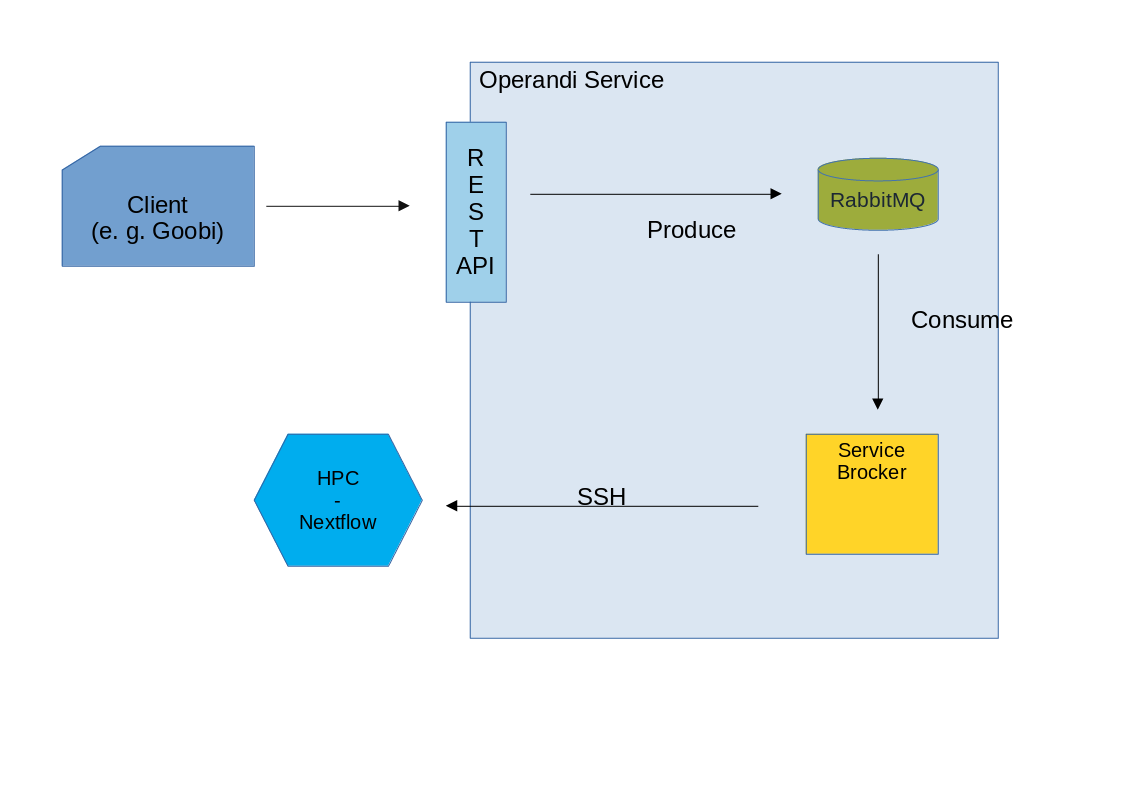 Operandi Service
Client
(e. g. Goobi)
R
E
S
T
API
Produce
RabbitMQ
Consume
Service
Brocker
SSH
HPC
-
Nextflow